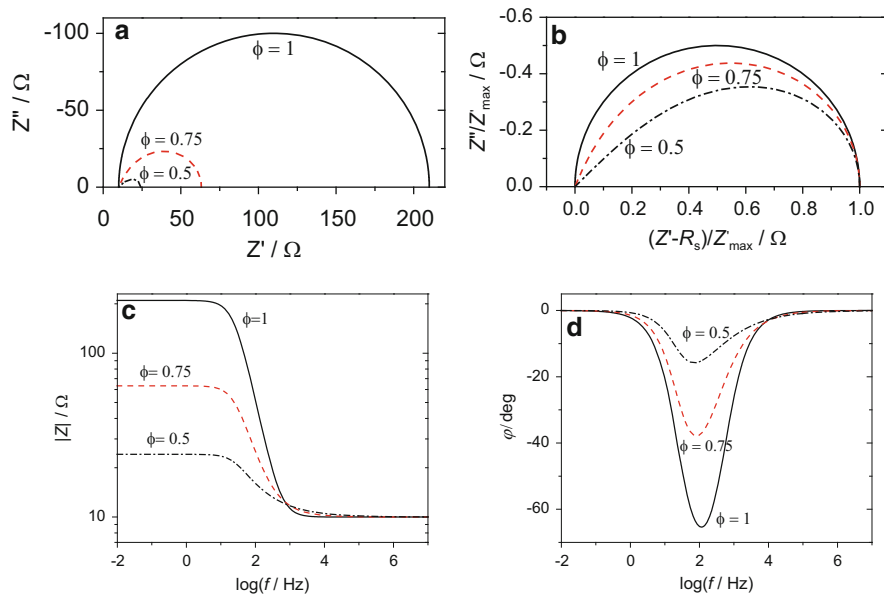 a
-100
-50
0
Z'' / Ω
ϕ = 1
ϕ = 0.75
ϕ = 0.5
0 50 100 150 200
Z' / Ω
b
-0.6
-0.4
-0.2
0.0
Z''/Z'max / Ω
ϕ = 1
ϕ = 0.75
ϕ = 0.5
0.0 0.2 0.4 0.6 0.8 1.0
(Z'-Rs)/Z'max / Ω
c
100
10
|Z| / Ω
ϕ=1
ϕ= 0.75
ϕ= 0.5
-2 0 2 4 6
log(f / Hz)
d
0
-20
-40
-60
φ/ deg
ϕ= 0.5
ϕ= 0.75
ϕ= 1
-2 0 2 4 6
log(f / Hz)